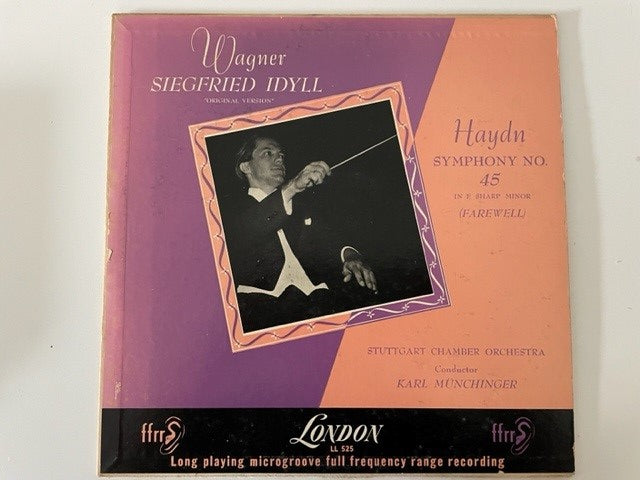 Wagner
SIEGFRIED IDYLL
"ORIGINAL VERSION"
Haydn
SYMPHONY NO.
45
IN F SHARP MINOR
(FAREWELL)
STUTTGART CHAMBER ORCHESTRA
Conductor
KARL MÜNCHINGER
ffrr
LONDON
LL 525
ffrr
Long playing microgroove full frequency range recording